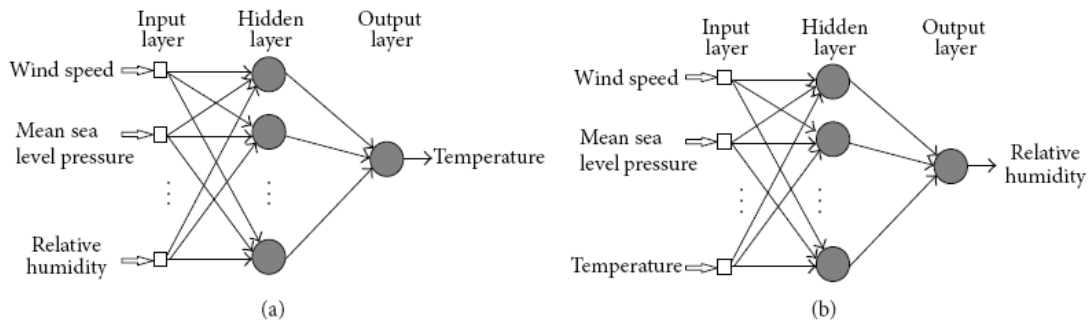 Input
layer
Hidden
layer
Output
layer
Wind speed
Mean sea
level pressure
Relative
humidity
Temperature
(a)
Input
layer
Hidden
layer
Output
layer
Wind speed
Mean sea
level pressure
Temperature
Relative
humidity
(b)